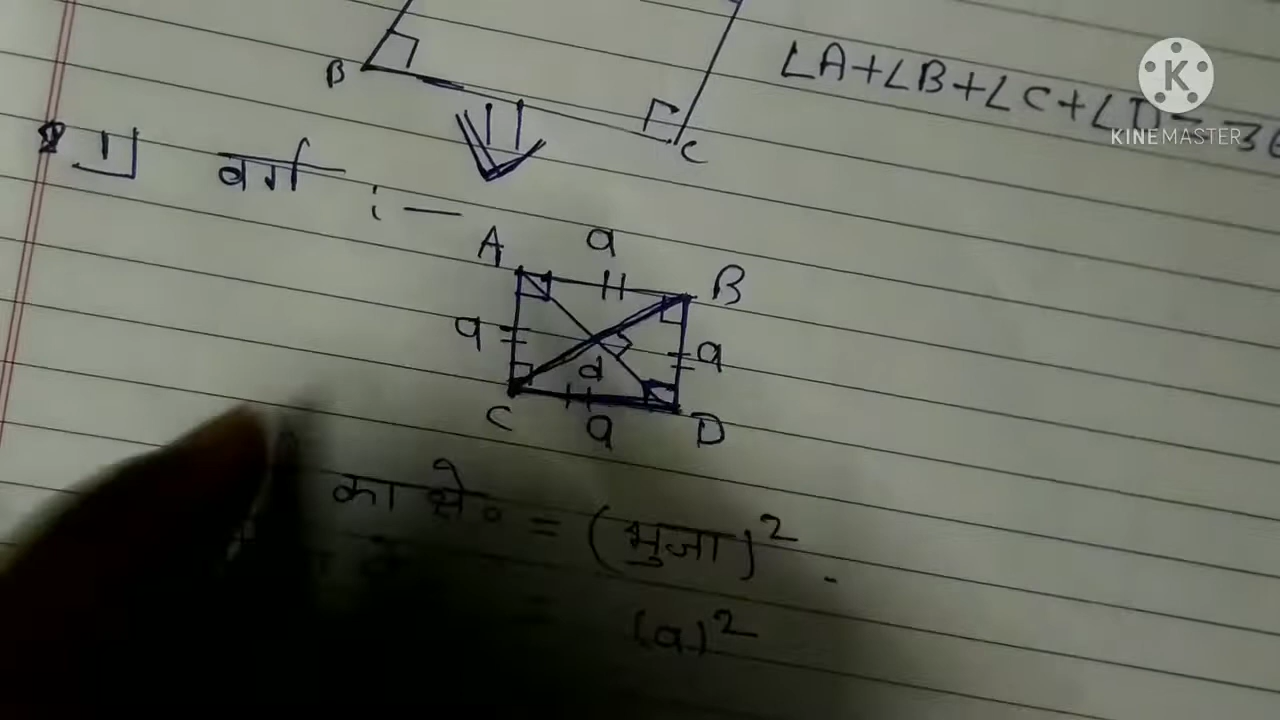 B
C
∠A+∠B+∠C+∠D=36
K
KINEMASTER
1
वर्ग :-
A a B
a a
d
C a D
का क्षे० = (भुजा)²
= (a)²